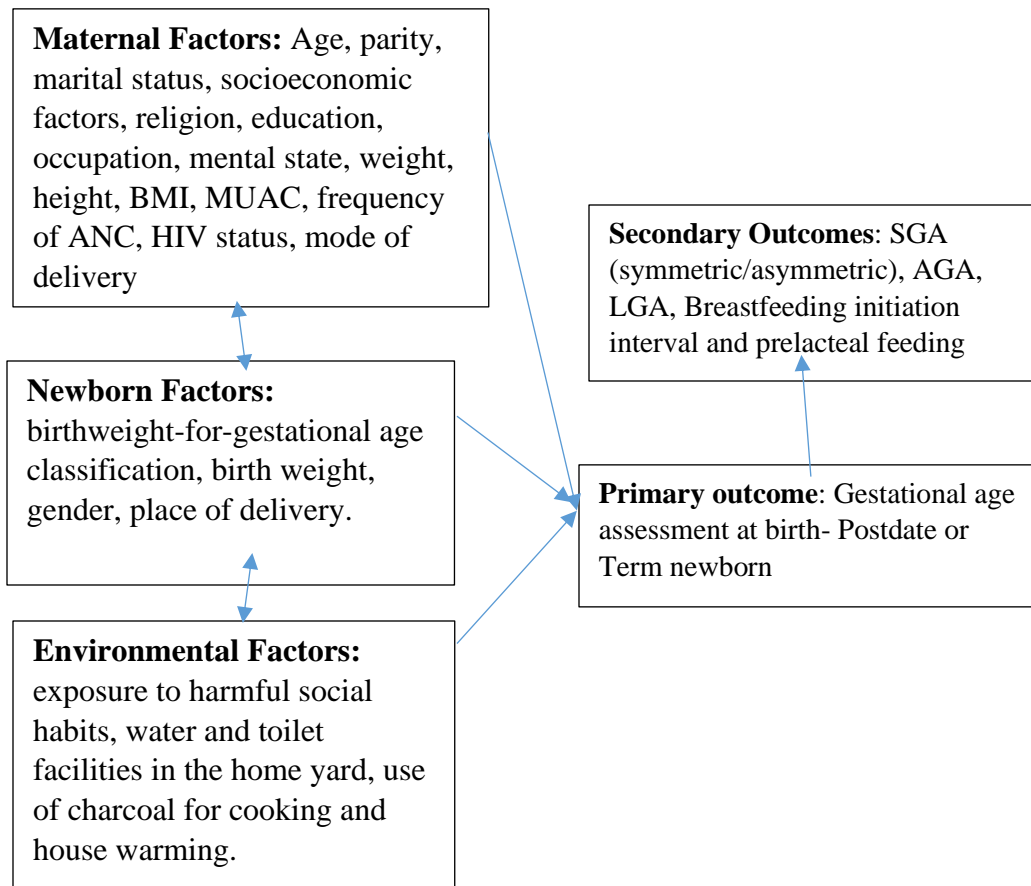 Maternal Factors: Age, parity,
marital status, socioeconomic
factors, religion, education,
occupation, mental state, weight,
height, BMI, MUAC, frequency
of ANC, HIV status, mode of
delivery
Newborn Factors:
birthweight-for-gestational age
classification, birth weight,
gender, place of delivery.
Environmental Factors:
exposure to harmful social
habits, water and toilet
facilities in the home yard, use
of charcoal for cooking and
house warming.
Secondary Outcomes: SGA
(symmetric/asymmetric), AGA,
LGA, Breastfeeding initiation
interval and prelacteal feeding
Primary outcome: Gestational age
assessment at birth- Postdate or
Term newborn